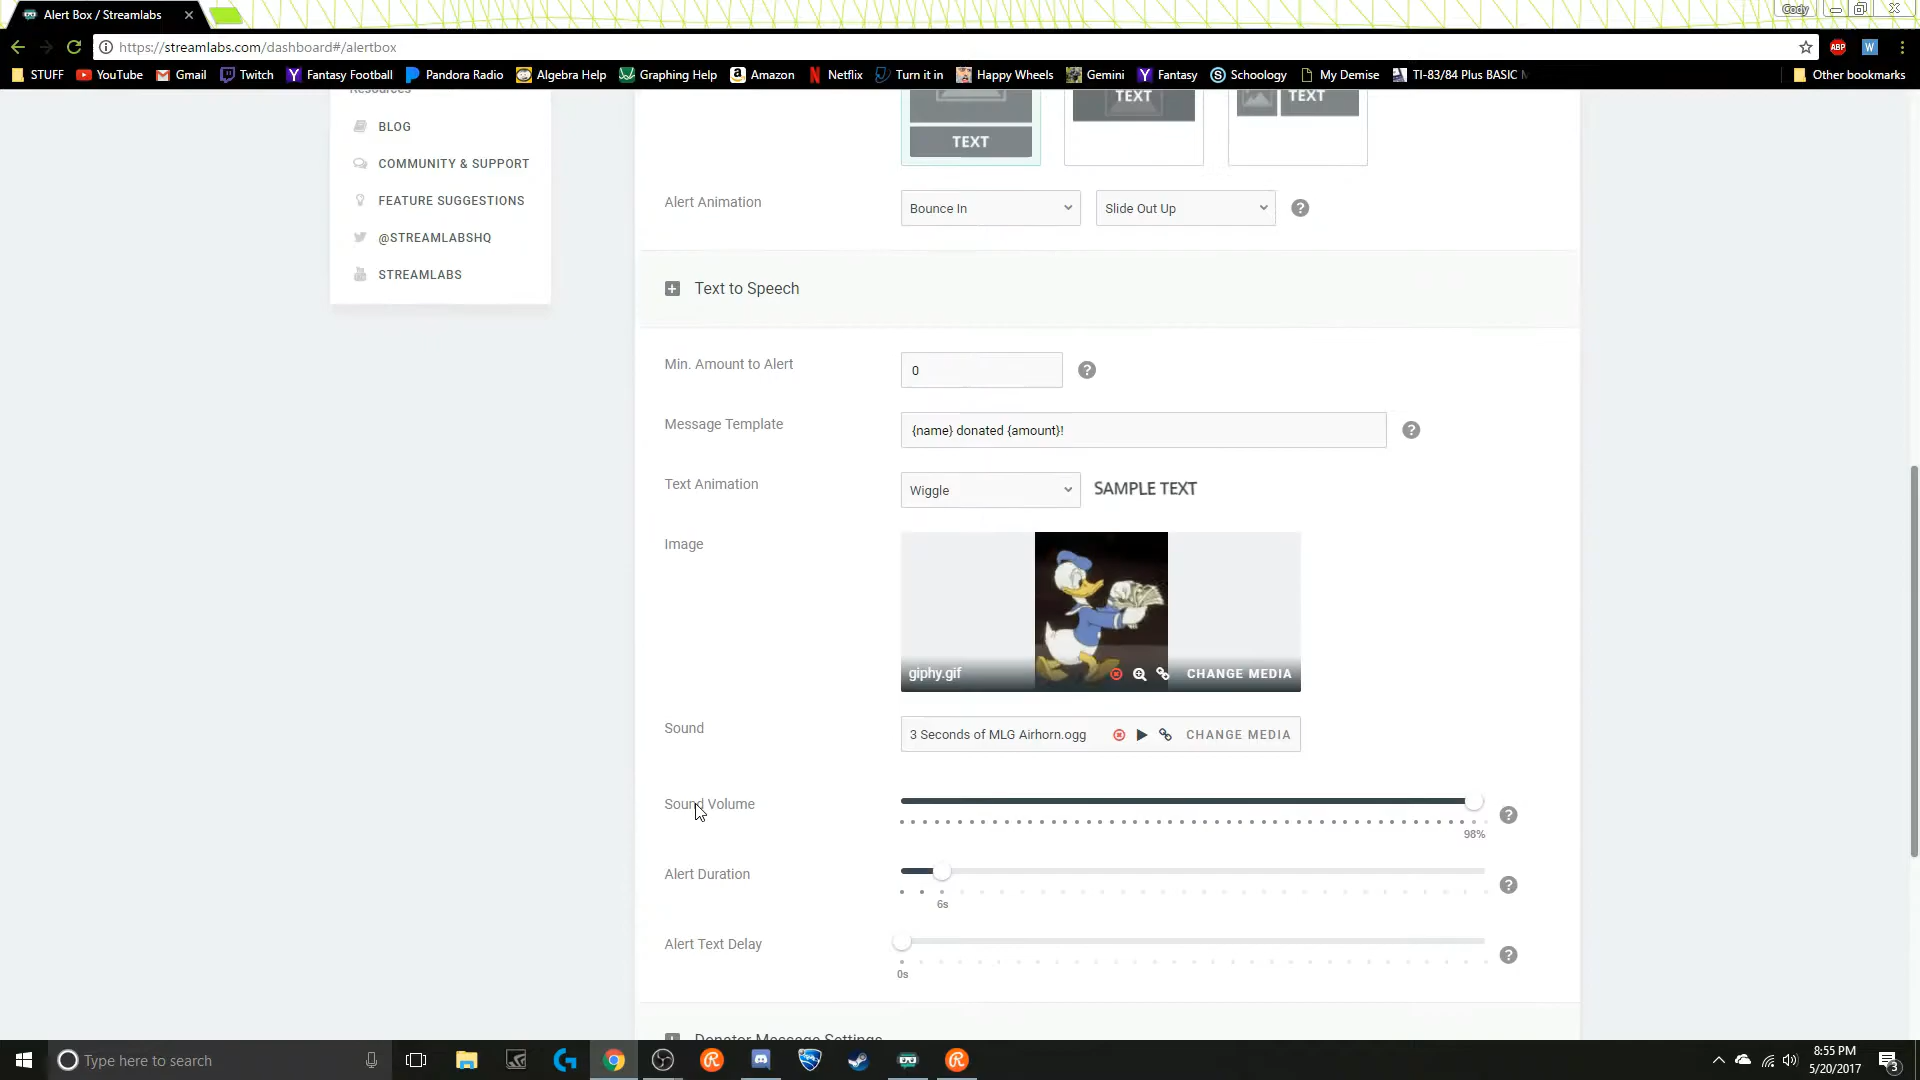 Alert Box / Streamlabs
Cody
https://streamlabs.com/dashboard#/alertbox
STUFF YouTube Gmail Twitch Fantasy Football Pandora Radio Algebra Help Graphing Help Amazon Netflix Turn it in Happy Wheels Gemini Fantasy Schoology My Demise TI-83/84 Plus BASIC Other bookmarks
Resources
BLOG
COMMUNITY & SUPPORT
FEATURE SUGGESTIONS
@STREAMLABSHQ
STREAMLABS
TEXT
TEXT
TEXT
Alert Animation Bounce In Slide Out Up
Text to Speech
Min. Amount to Alert 0
Message Template {name} donated {amount}!
Text Animation Wiggle SAMPLE TEXT
Image
giphy.gif CHANGE MEDIA
Sound 3 Seconds of MLG Airhorn.ogg CHANGE MEDIA
Sound Volume
98%
Alert Duration
6s
Alert Text Delay
0s
Donator Message Settings
Type here to search
8:55 PM
5/20/2017
3